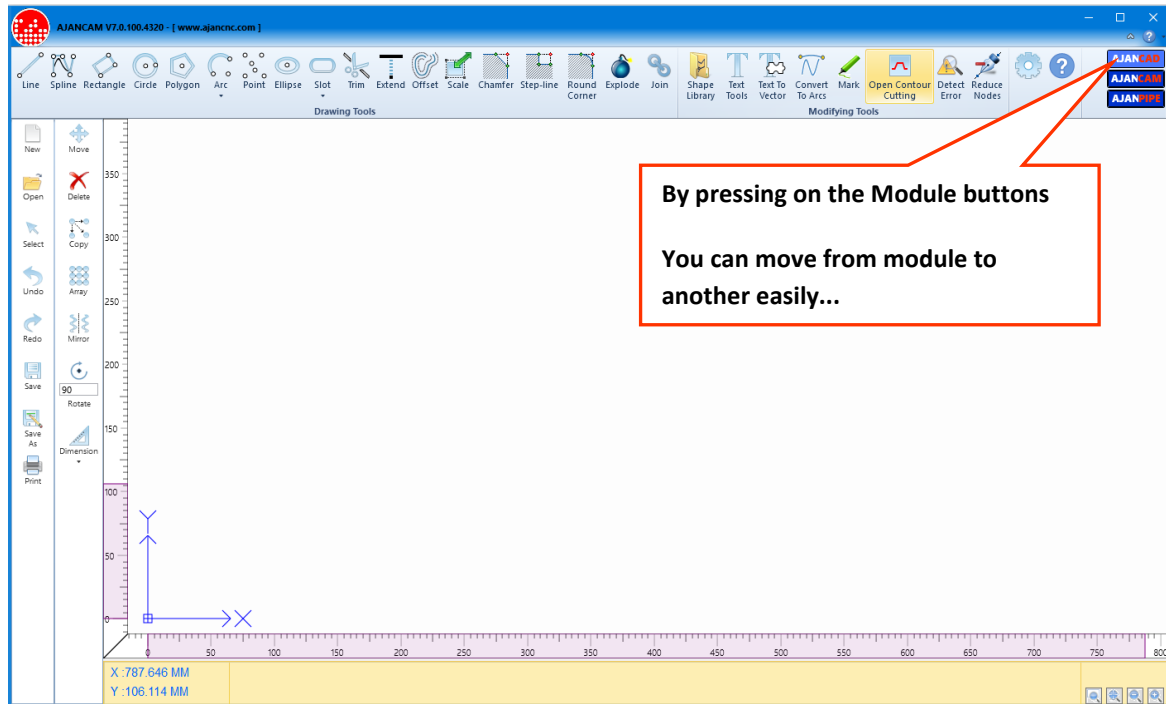 AJANCAM V7.0.100.4320 - [ www.ajancnc.com ]
Line Spline Rectangle Circle Polygon Arc Point Ellipse Slot Trim Extend Offset Scale Chamfer Step-line Round Corner Explode Join
Drawing Tools
Shape Library Text Tools Text To Vector Convert To Arcs Mark Open Contour Cutting Detect Error Reduce Nodes
Modifying Tools
AJANCAD
AJANCAM
AJANPIPE
New
Open
Select
Undo
Redo
Save
Save As
Print
Move
Delete
Copy
Array
Mirror
90
Rotate
Dimension
By pressing on the Module buttons
You can move from module to
another easily...
350
300
250
200
150
100
50
0
0 50 100 150 200 250 300 350 400 450 500 550 600 650 700 750 800
X :787.646 MM
Y :106.114 MM